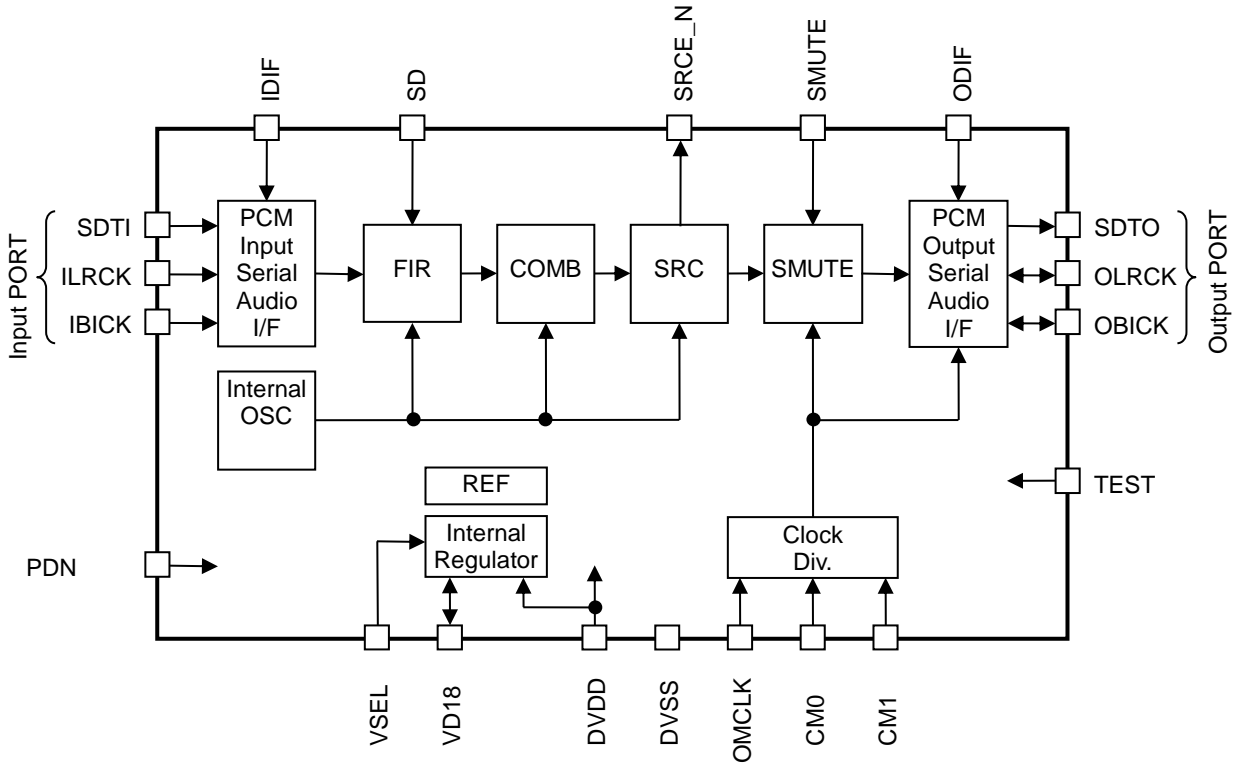 IDIF
SD
SRCE_N
SMUTE
ODIF
Input PORT
SDTI
ILRCK
IBICK
PCM
Input
Serial
Audio
I/F
FIR
COMB
SRC
SMUTE
PCM
Output
Serial
Audio
I/F
SDTO
OLRCK
OBICK
Output PORT
Internal
OSC
REF
TEST
Internal
Regulator
Clock
Div.
PDN
VSEL
VD18
DVDD
DVSS
OMCLK
CM0
CM1